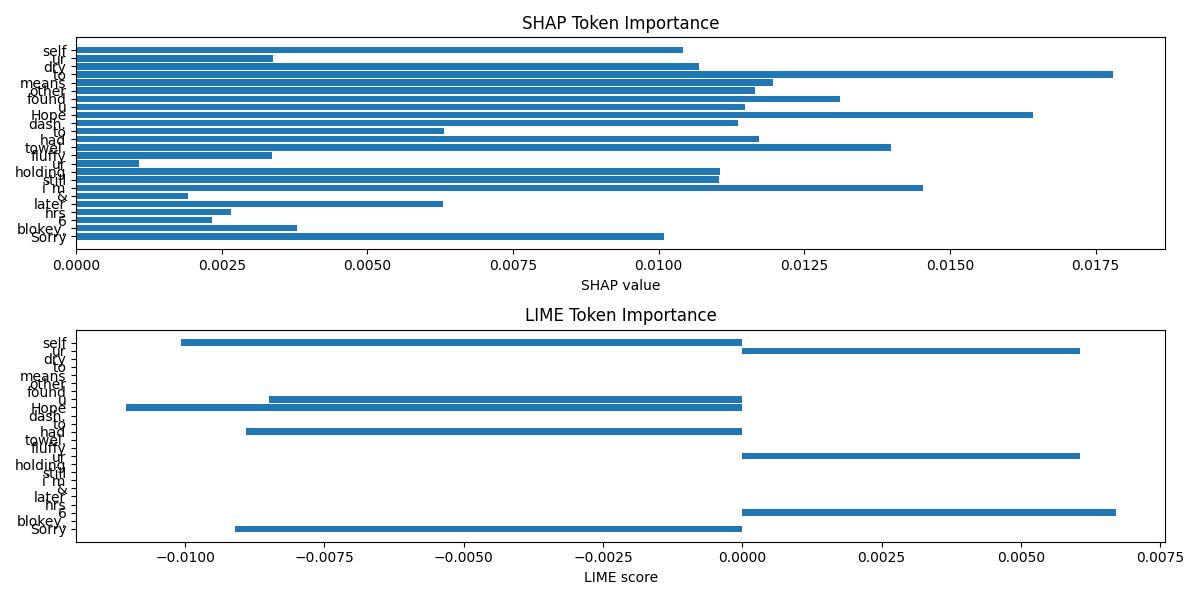 SHAP Token Importance
self
ur
dry
to
means
other
found
u
Hope
dash,
to
had
towel,
fluffy
ur
holding
still
i'm
&
later
hrs
6
blokey,
Sorry
0.0000 0.0025 0.0050 0.0075 0.0100 0.0125 0.0150 0.0175
SHAP value
LIME Token Importance
self
ur
dry
to
means
other
found
u
Hope
dash,
to
had
towel,
fluffy
ur
holding
still
i'm
&
later
hrs
6
blokey,
Sorry
−0.0100 −0.0075 −0.0050 −0.0025 0.0000 0.0025 0.0050 0.0075
LIME score